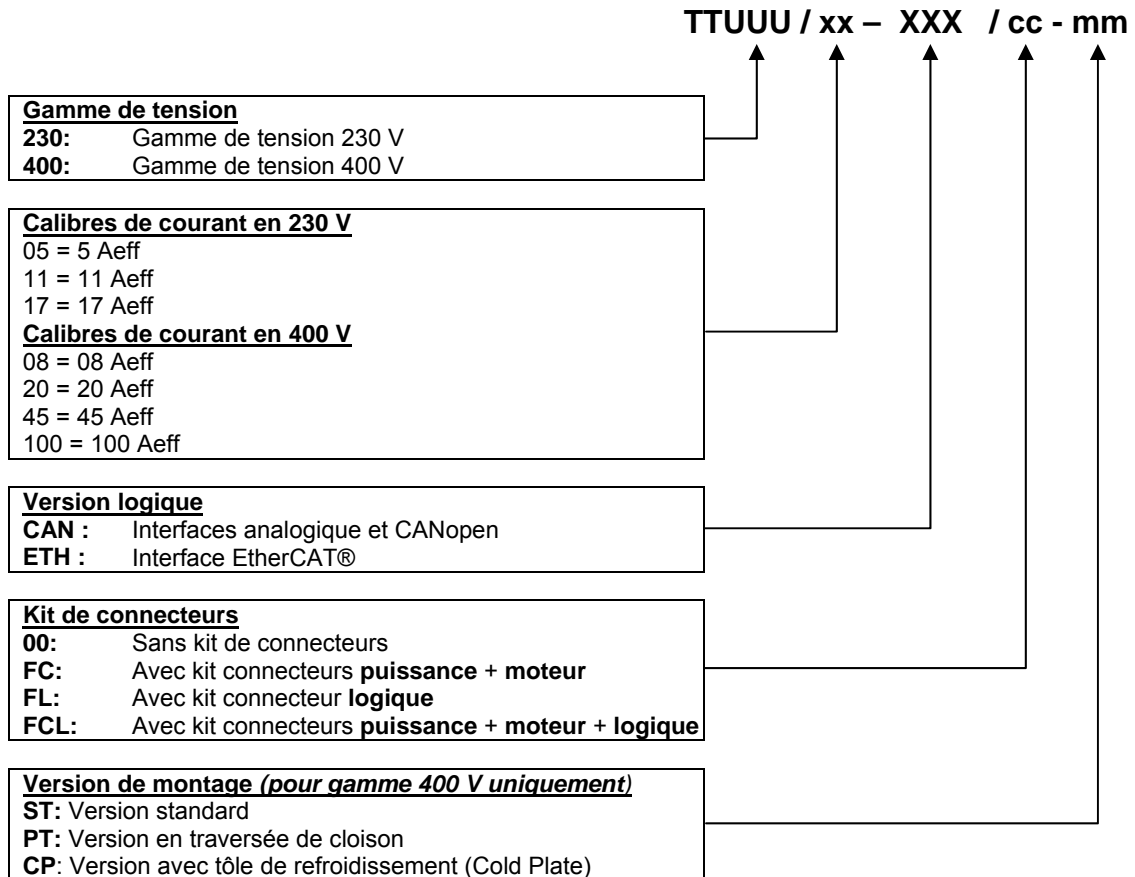 TTUUU / xx – XXX / cc - mm
Gamme de tension
230: Gamme de tension 230 V
400: Gamme de tension 400 V
Calibres de courant en 230 V
05 = 5 Aeff
11 = 11 Aeff
17 = 17 Aeff
Calibres de courant en 400 V
08 = 08 Aeff
20 = 20 Aeff
45 = 45 Aeff
100 = 100 Aeff
Version logique
CAN : Interfaces analogique et CANopen
ETH : Interface EtherCAT®
Kit de connecteurs
00: Sans kit de connecteurs
FC: Avec kit connecteurs puissance + moteur
FL: Avec kit connecteur logique
FCL: Avec kit connecteurs puissance + moteur + logique
Version de montage (pour gamme 400 V uniquement)
ST: Version standard
PT: Version en traversée de cloison
CP: Version avec tôle de refroidissement (Cold Plate)